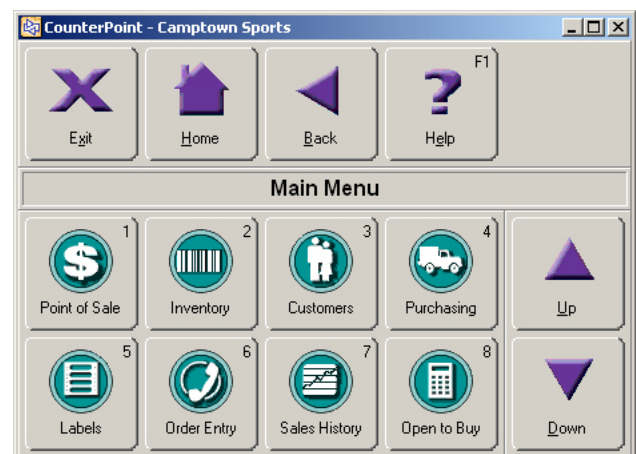 CounterPoint - Camptown Sports
F1
Exit Home Back Help
Main Menu
1 2 3 4
Point of Sale Inventory Customers Purchasing Up
5 6 7 8
Labels Order Entry Sales History Open to Buy Down